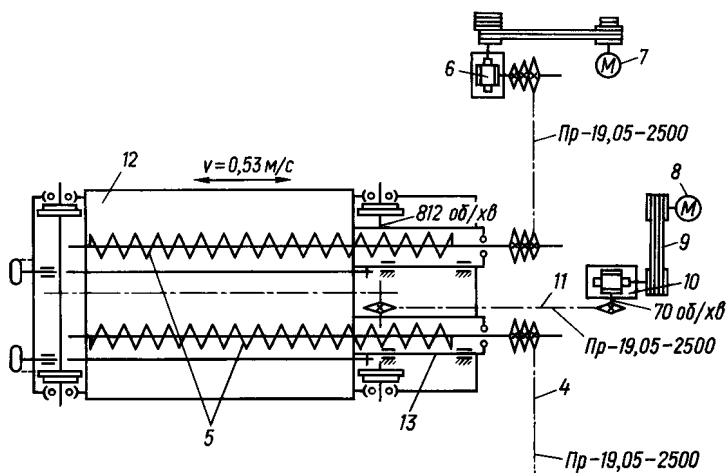 6
M
7
Пр-19,05-2500
12
v=0,53 м/с
8
M
812 об/хв
9
10
11
70 об/хв
Пр-19,05-2500
4
5
13
Пр-19,05-2500